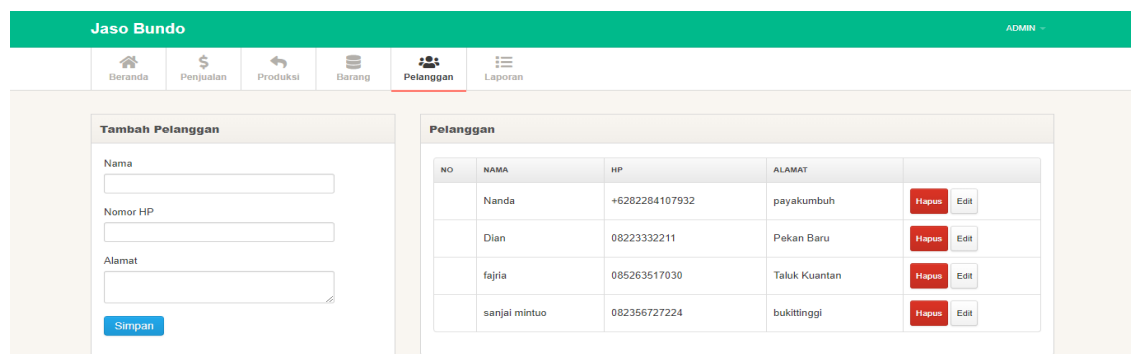 Jaso Bundo ADMIN
Beranda Penjualan Produksi Barang Pelanggan Laporan
Tambah Pelanggan
Nama
Nomor HP
Alamat
Simpan
Pelanggan
NO NAMA HP ALAMAT
Nanda +6282284107932 payakumbuh Hapus Edit
Dian 08223332211 Pekan Baru Hapus Edit
fajria 085263517030 Taluk Kuantan Hapus Edit
sanjai mintuo 082356727224 bukittinggi Hapus Edit